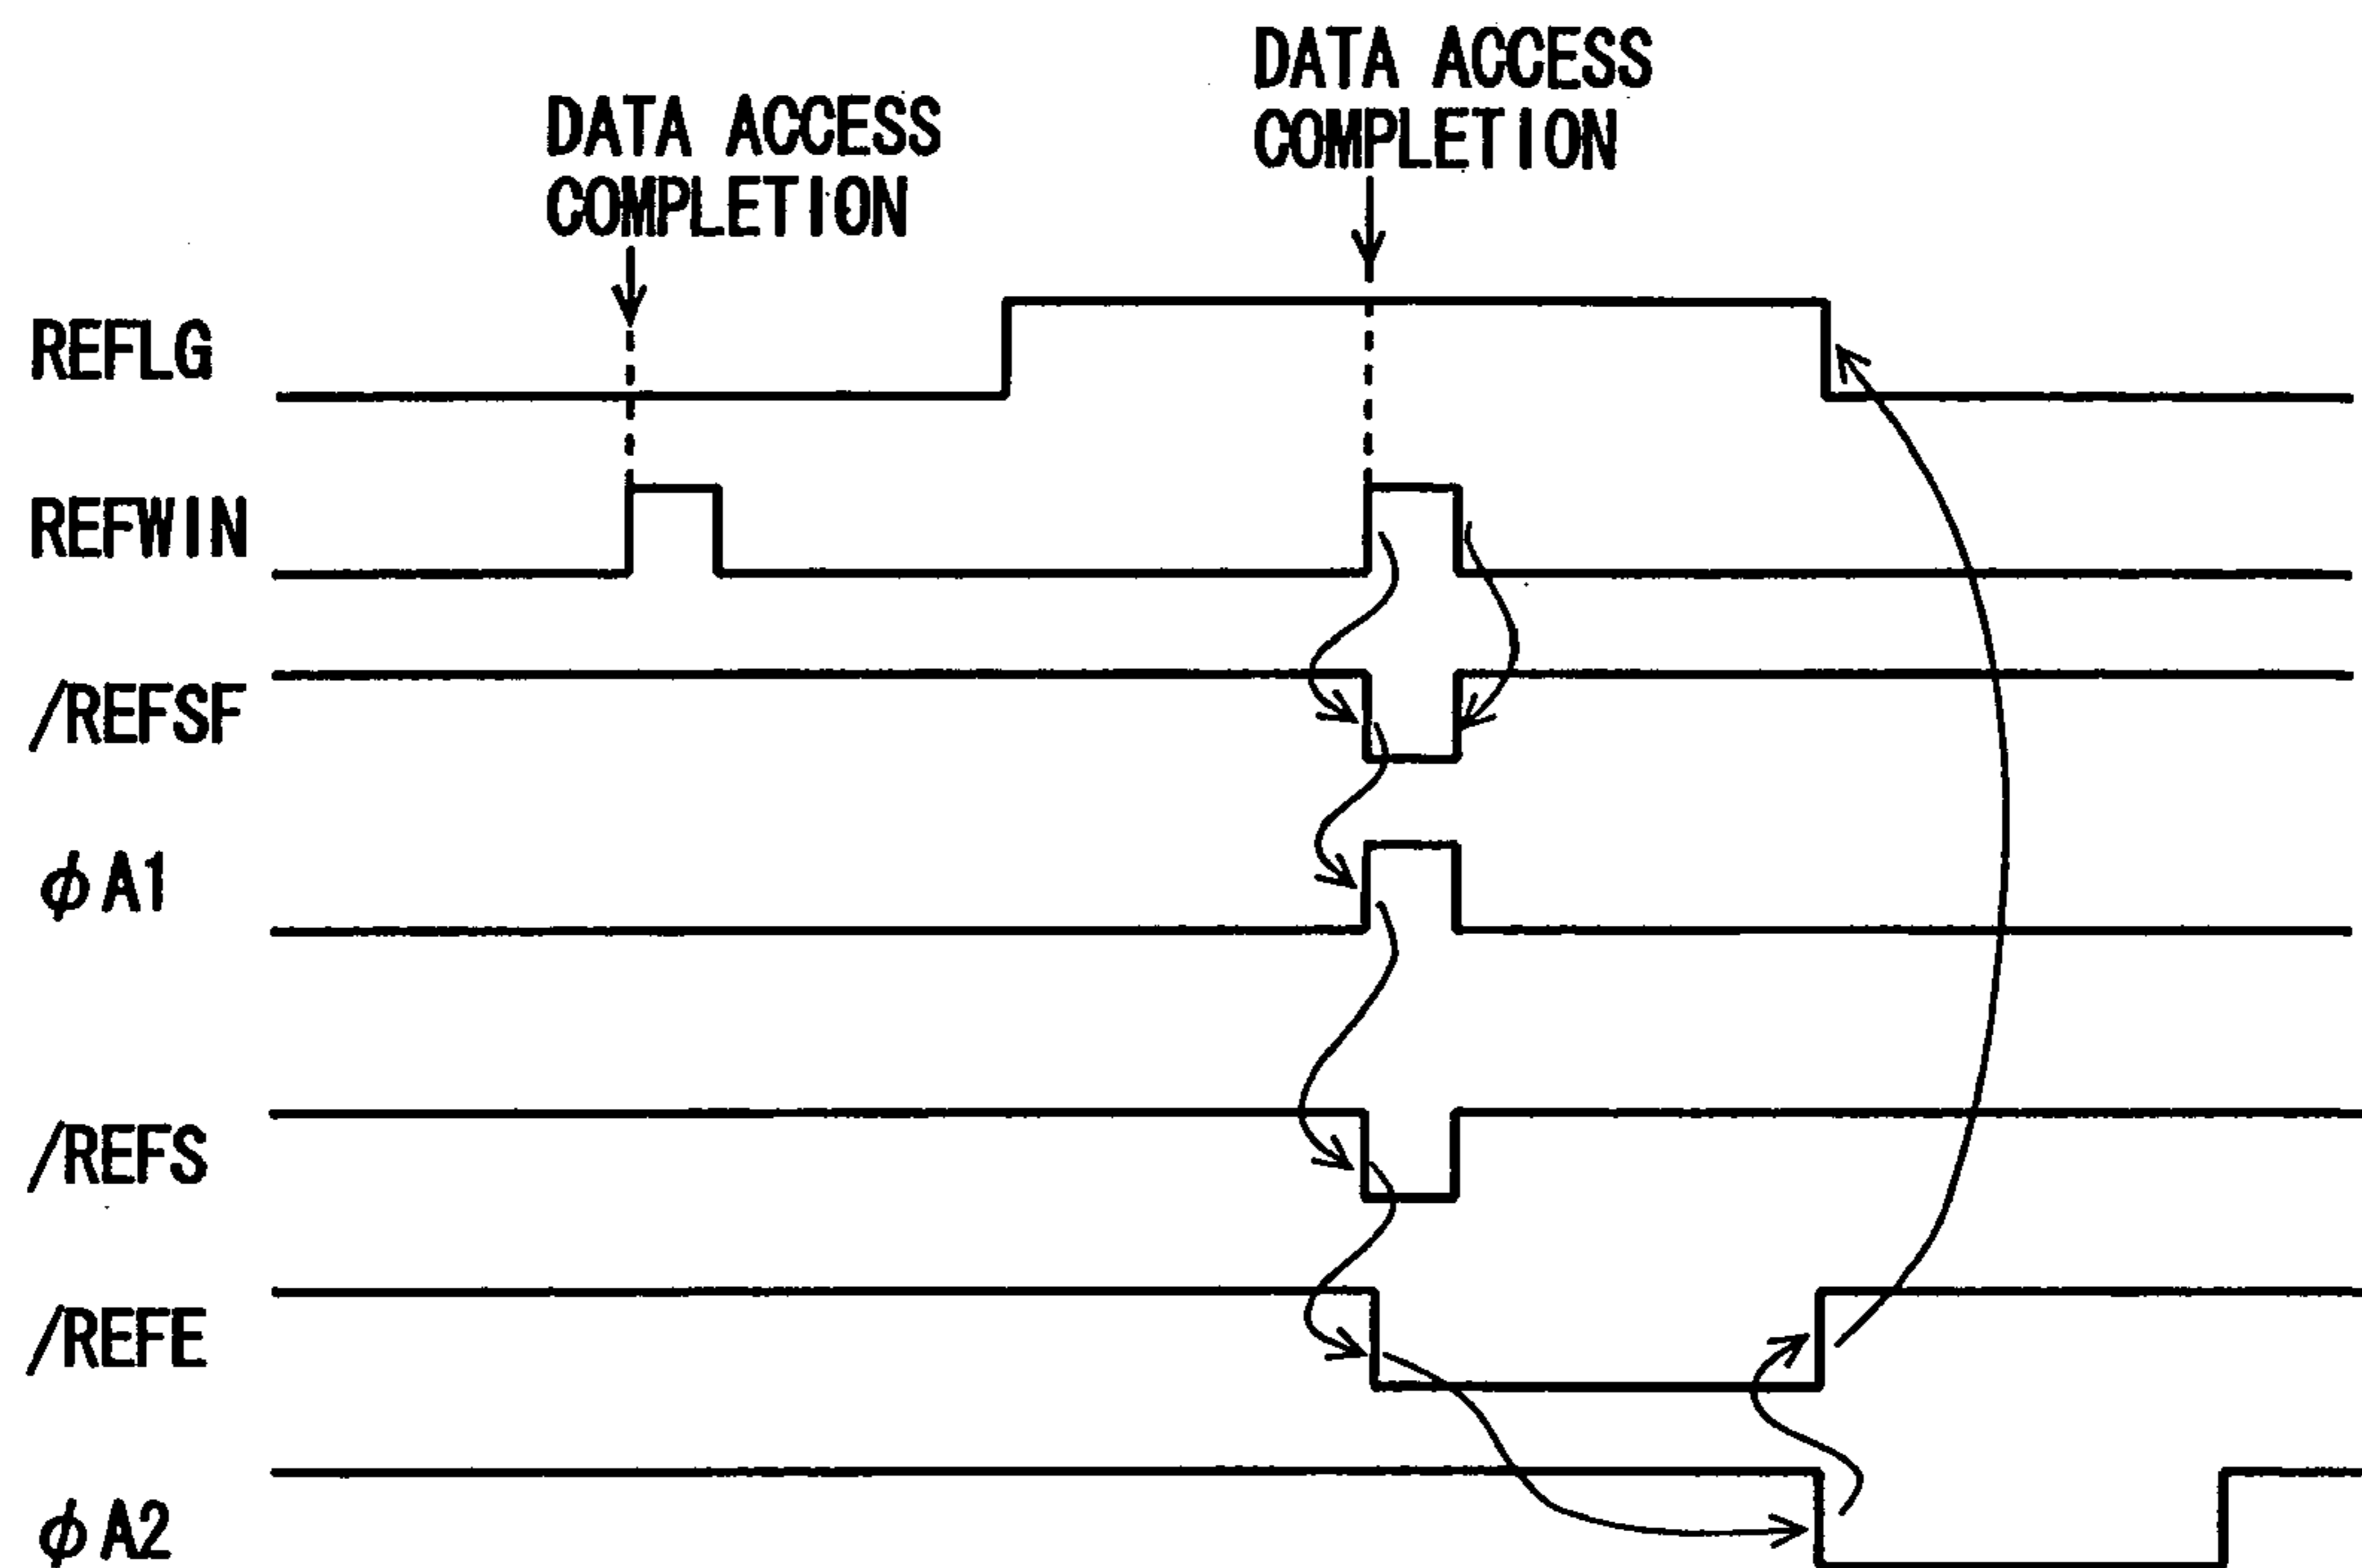 DATA ACCESS
COMPLETION
DATA ACCESS
COMPLETION
REFLG
REFWIN
/REFSF
φA1
/REFS
/REFE
φA2